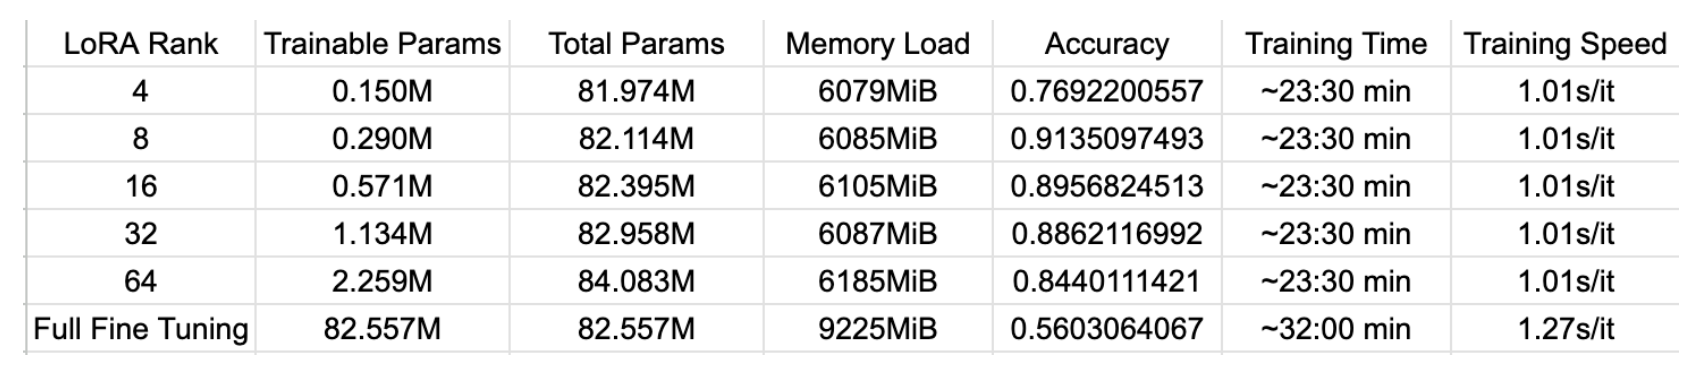 LoRA Rank Trainable Params Total Params Memory Load Accuracy Training Time Training Speed
4 0.150M 81.974M 6079MiB 0.7692200557 ~23:30 min 1.01s/it
8 0.290M 82.114M 6085MiB 0.9135097493 ~23:30 min 1.01s/it
16 0.571M 82.395M 6105MiB 0.8956824513 ~23:30 min 1.01s/it
32 1.134M 82.958M 6087MiB 0.8862116992 ~23:30 min 1.01s/it
64 2.259M 84.083M 6185MiB 0.8440111421 ~23:30 min 1.01s/it
Full Fine Tuning 82.557M 82.557M 9225MiB 0.5603064067 ~32:00 min 1.27s/it